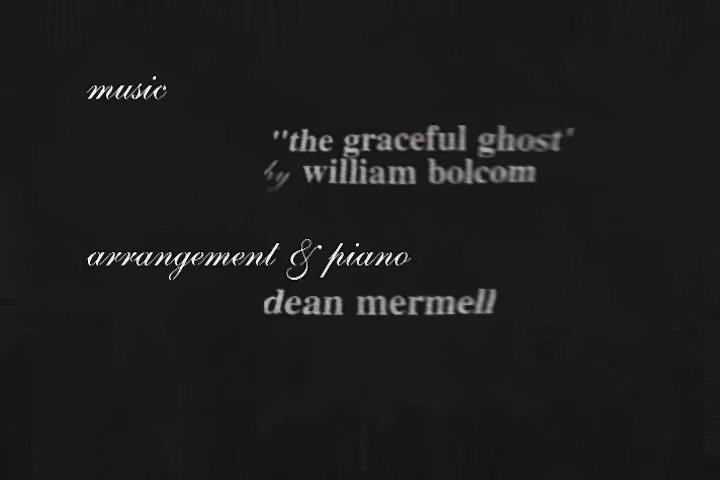 music
"the graceful ghost"
by william bolcom
arrangement & piano
dean mermell